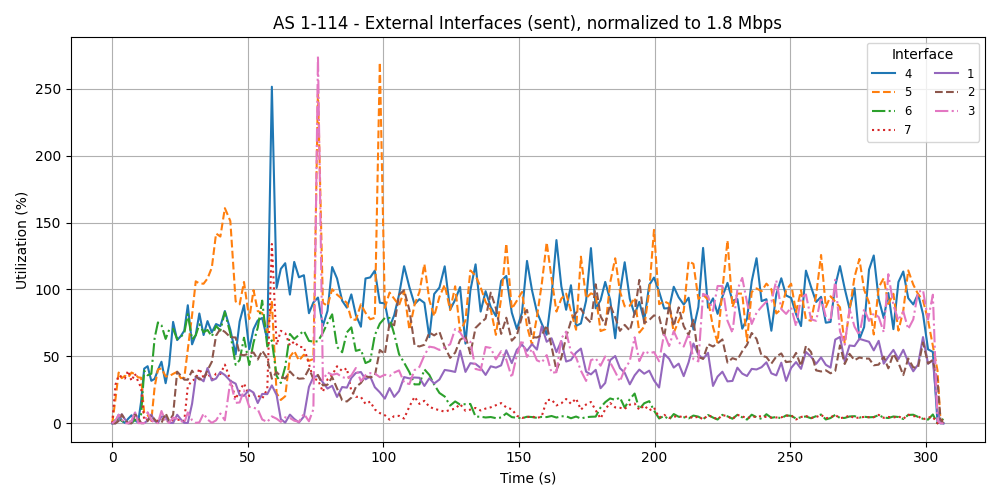 AS 1-114 - External Interfaces (sent), normalized to 1.8 Mbps
Utilization (%)
250
200
150
100
50
0
0 50 100 150 200 250 300
Time (s)
Interface
4 1
5 2
6 3
7